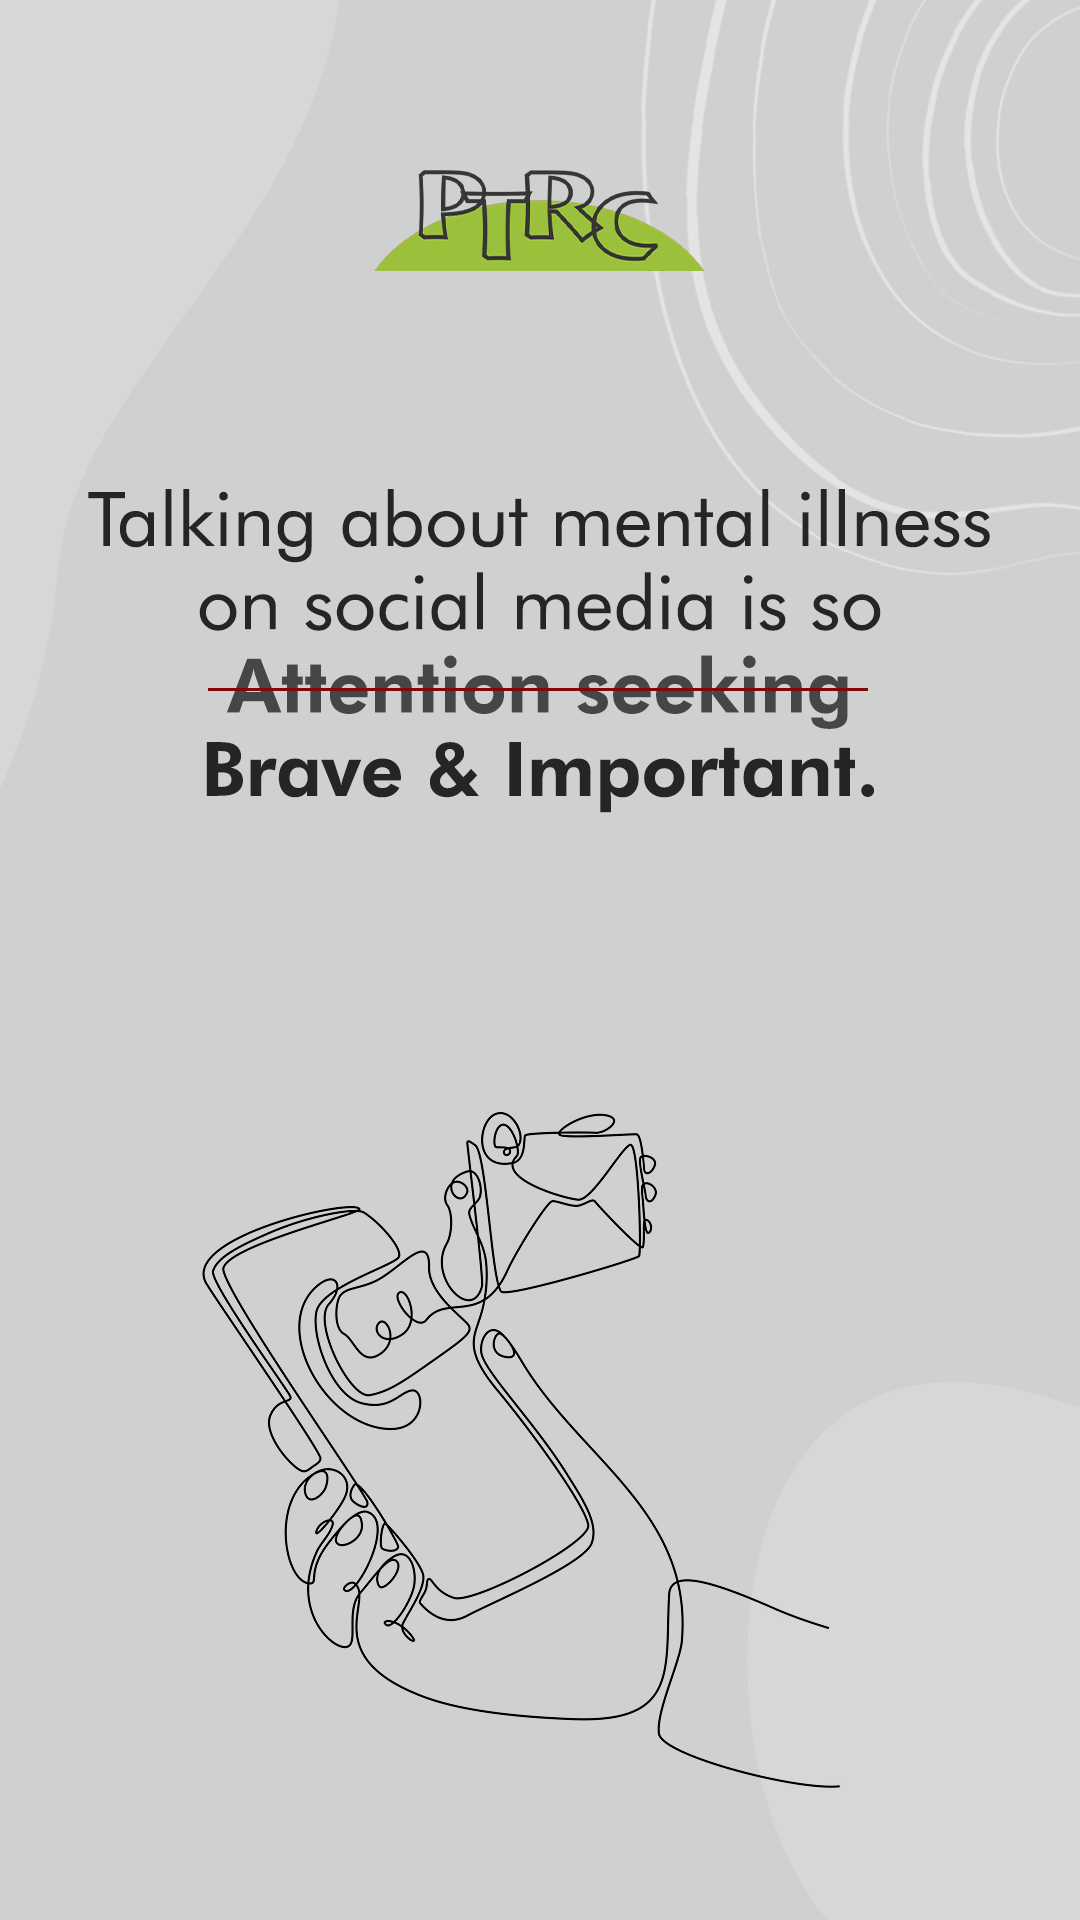 PTRC
Talking about mental illness
on social media is so
Attention seeking
Brave & Important.